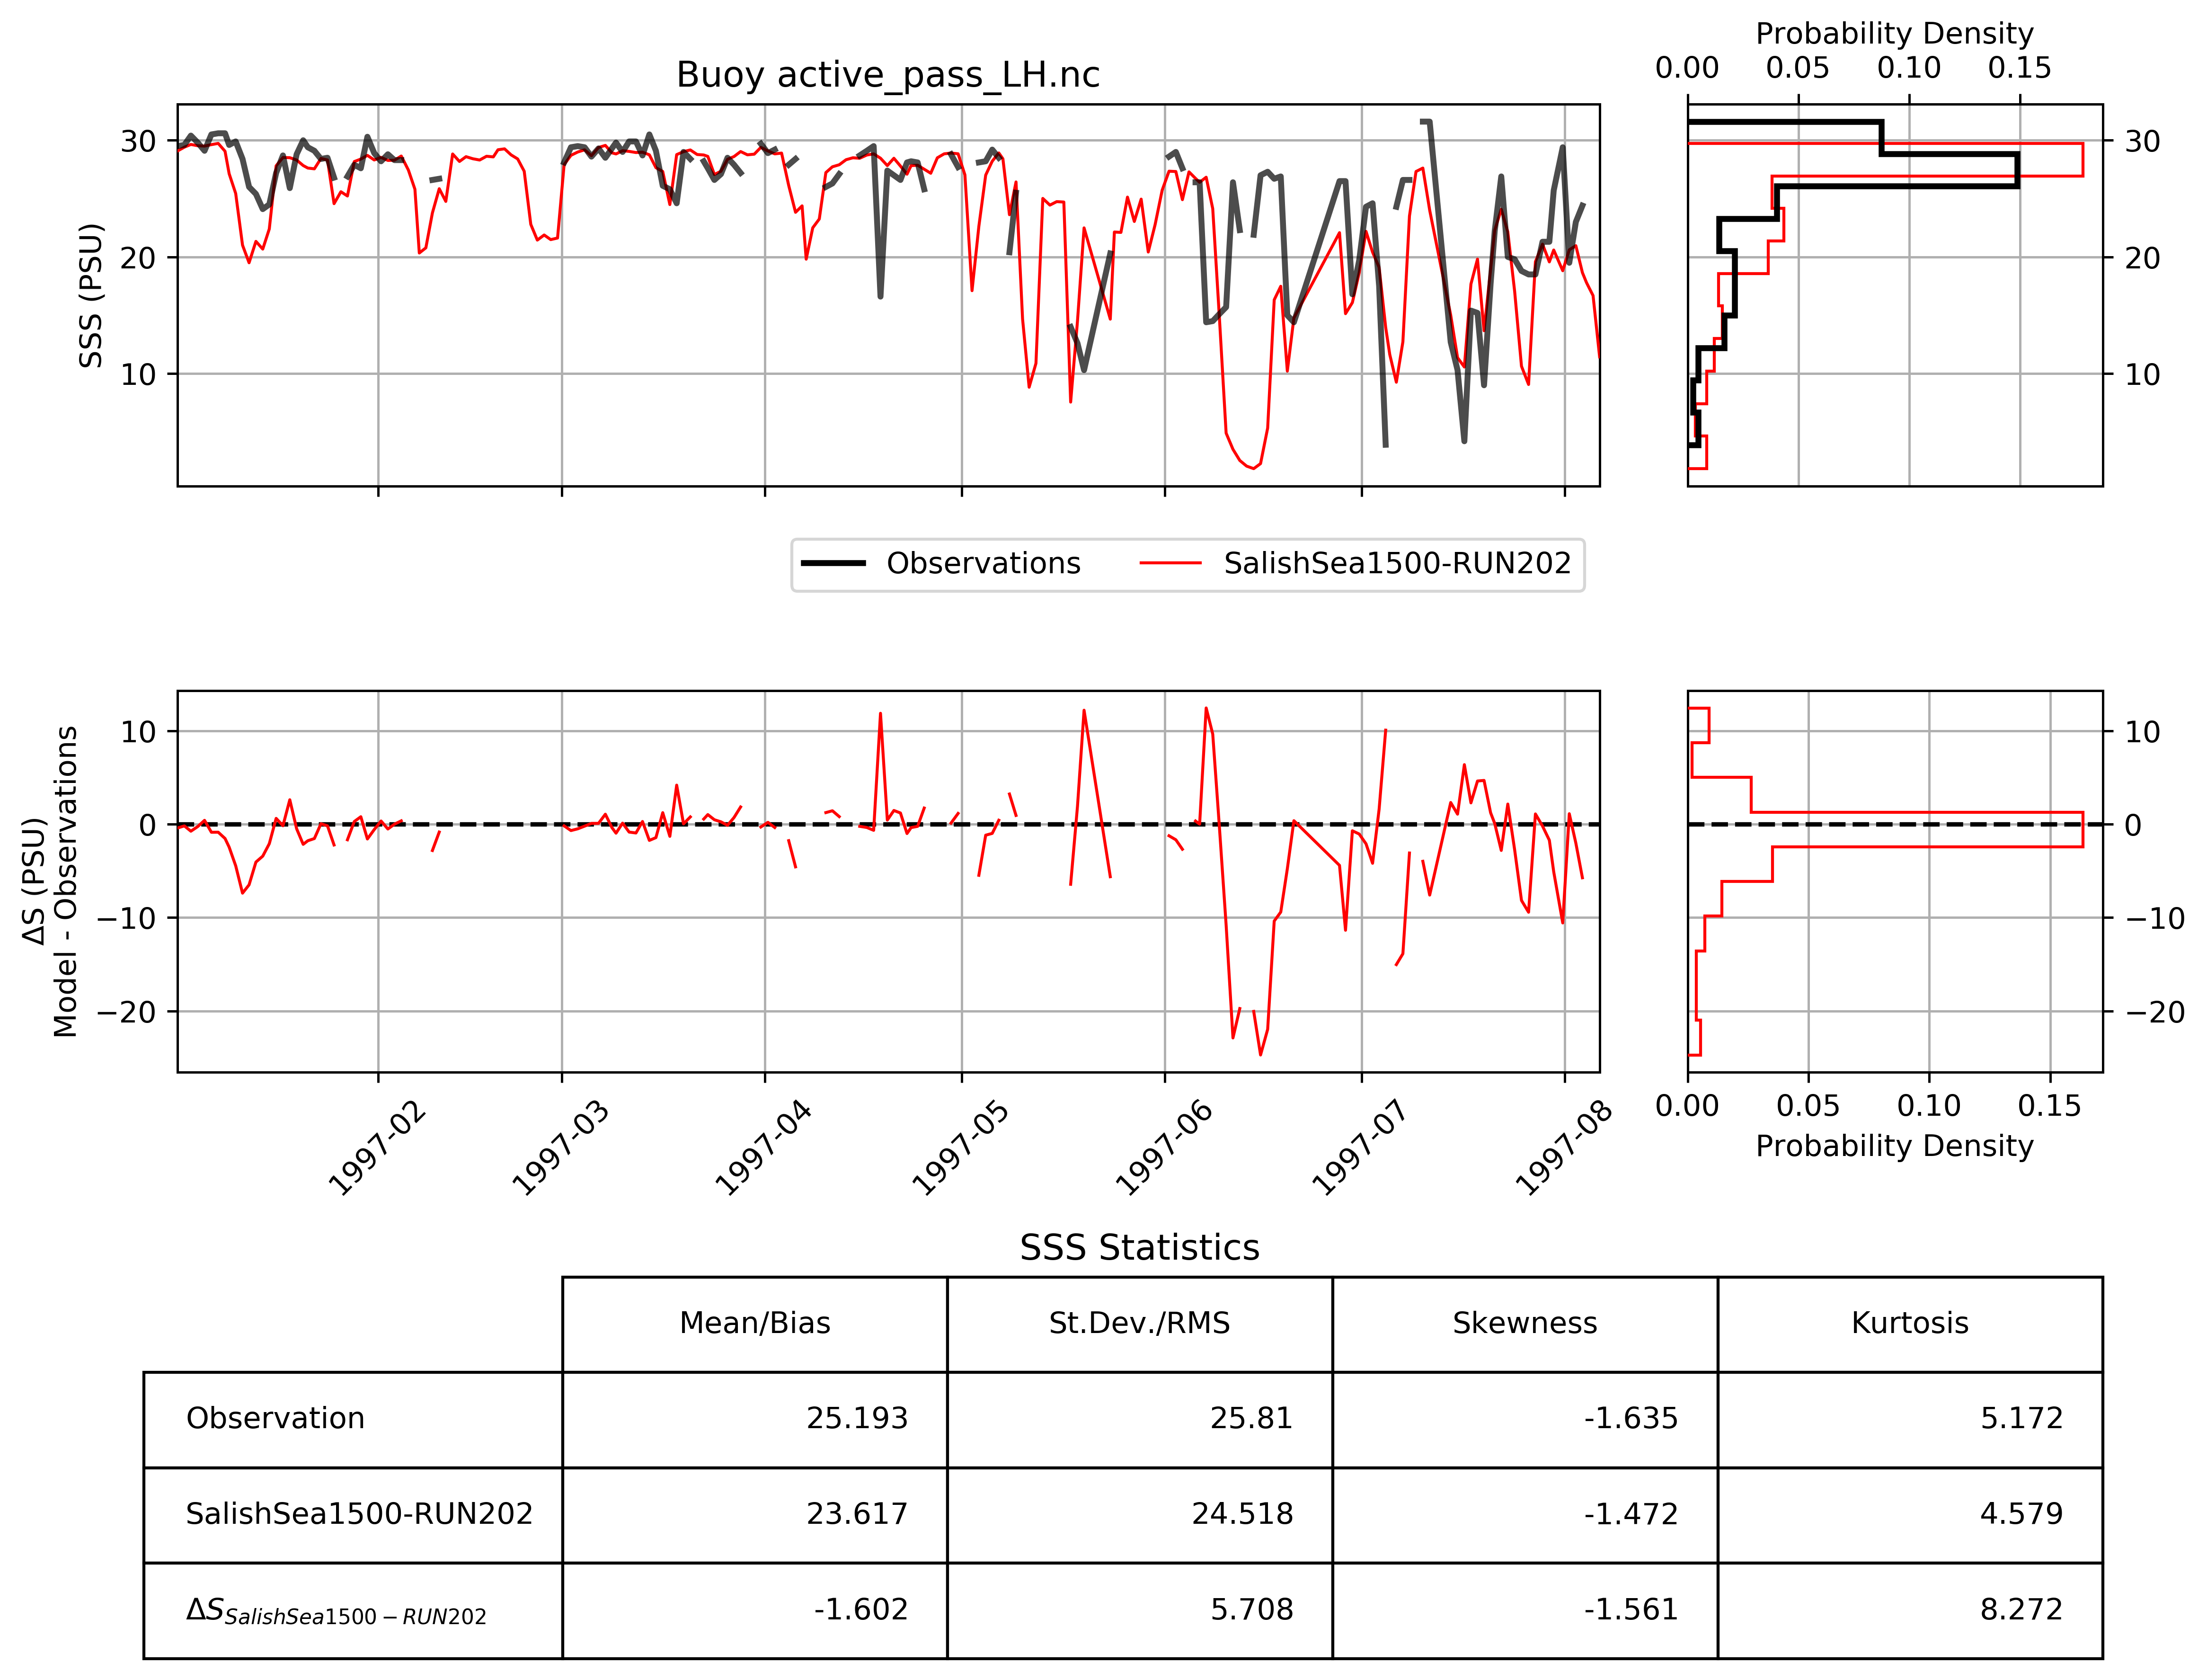 Probability Density
0.00 0.05 0.10 0.15
Buoy active_pass_LH.nc
30
20
10
SSS (PSU)
30
20
10
Observations
SalishSea1500-RUN202
10
0
−10
−20
ΔS (PSU)
Model - Observations
10
0
−10
−20
1997-02 1997-03 1997-04 1997-05 1997-06 1997-07 1997-08
0.00 0.05 0.10 0.15
Probability Density
SSS Statistics
Mean/Bias St.Dev./RMS Skewness Kurtosis
Observation 25.193 25.81 -1.635 5.172
SalishSea1500-RUN202 23.617 24.518 -1.472 4.579
ΔS SalishSea1500−RUN202 -1.602 5.708 -1.561 8.272